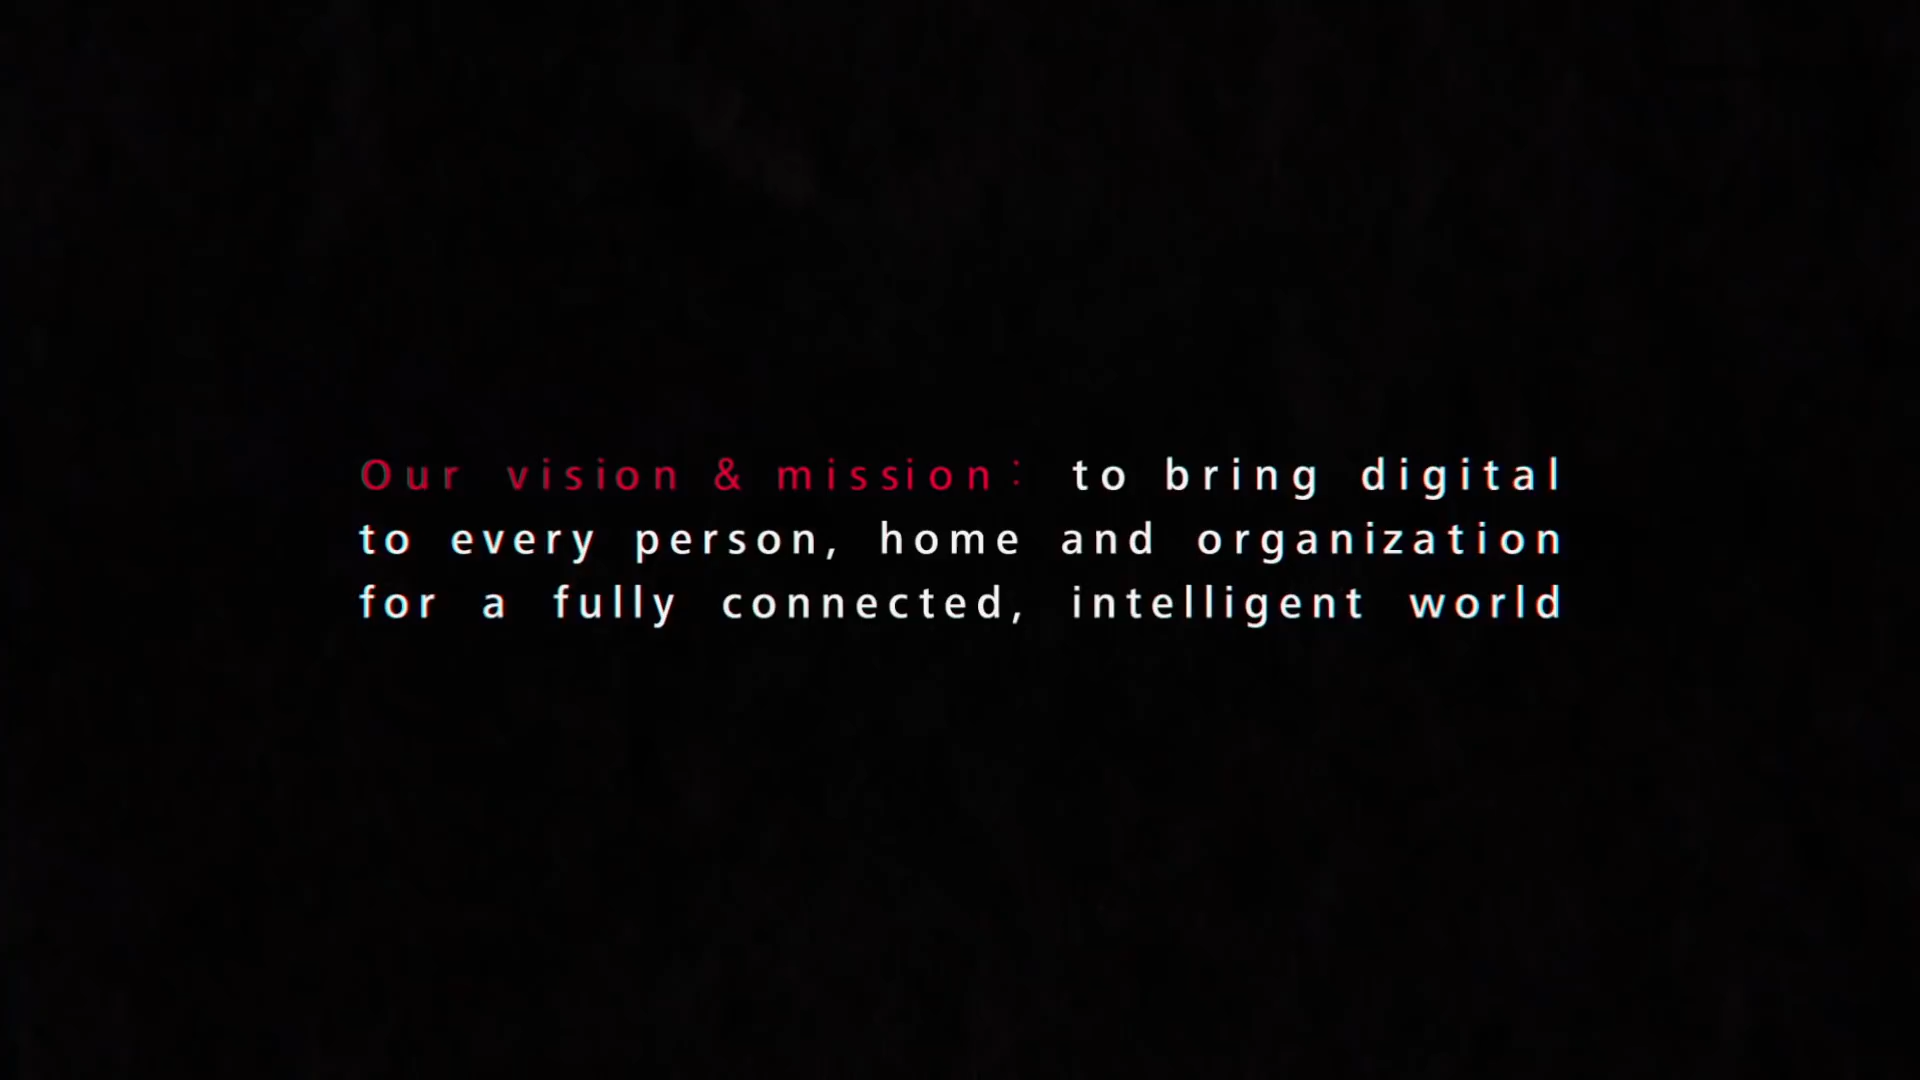 Our vision & mission: to bring digital
to every person, home and organization
for a fully connected, intelligent world